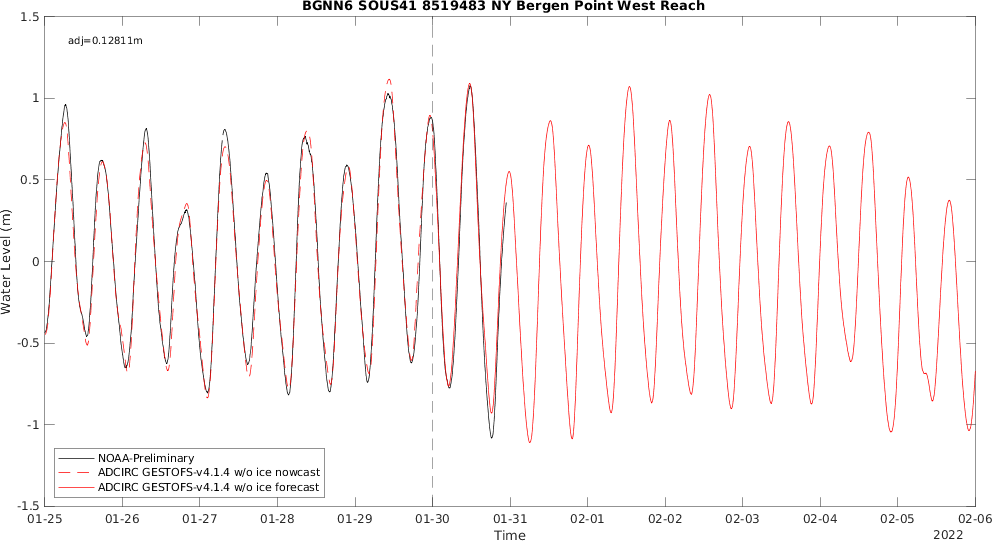 BGNN6 SOUS41 8519483 NY Bergen Point West Reach
adj=0.12811m
1.5
1
0.5
0
-0.5
-1
-1.5
Water Level (m)
NOAA-Preliminary
ADCIRC GESTOFS-v4.1.4 w/o ice nowcast
ADCIRC GESTOFS-v4.1.4 w/o ice forecast
01-25 01-26 01-27 01-28 01-29 01-30 01-31 02-01 02-02 02-03 02-04 02-05 02-06
Time
2022